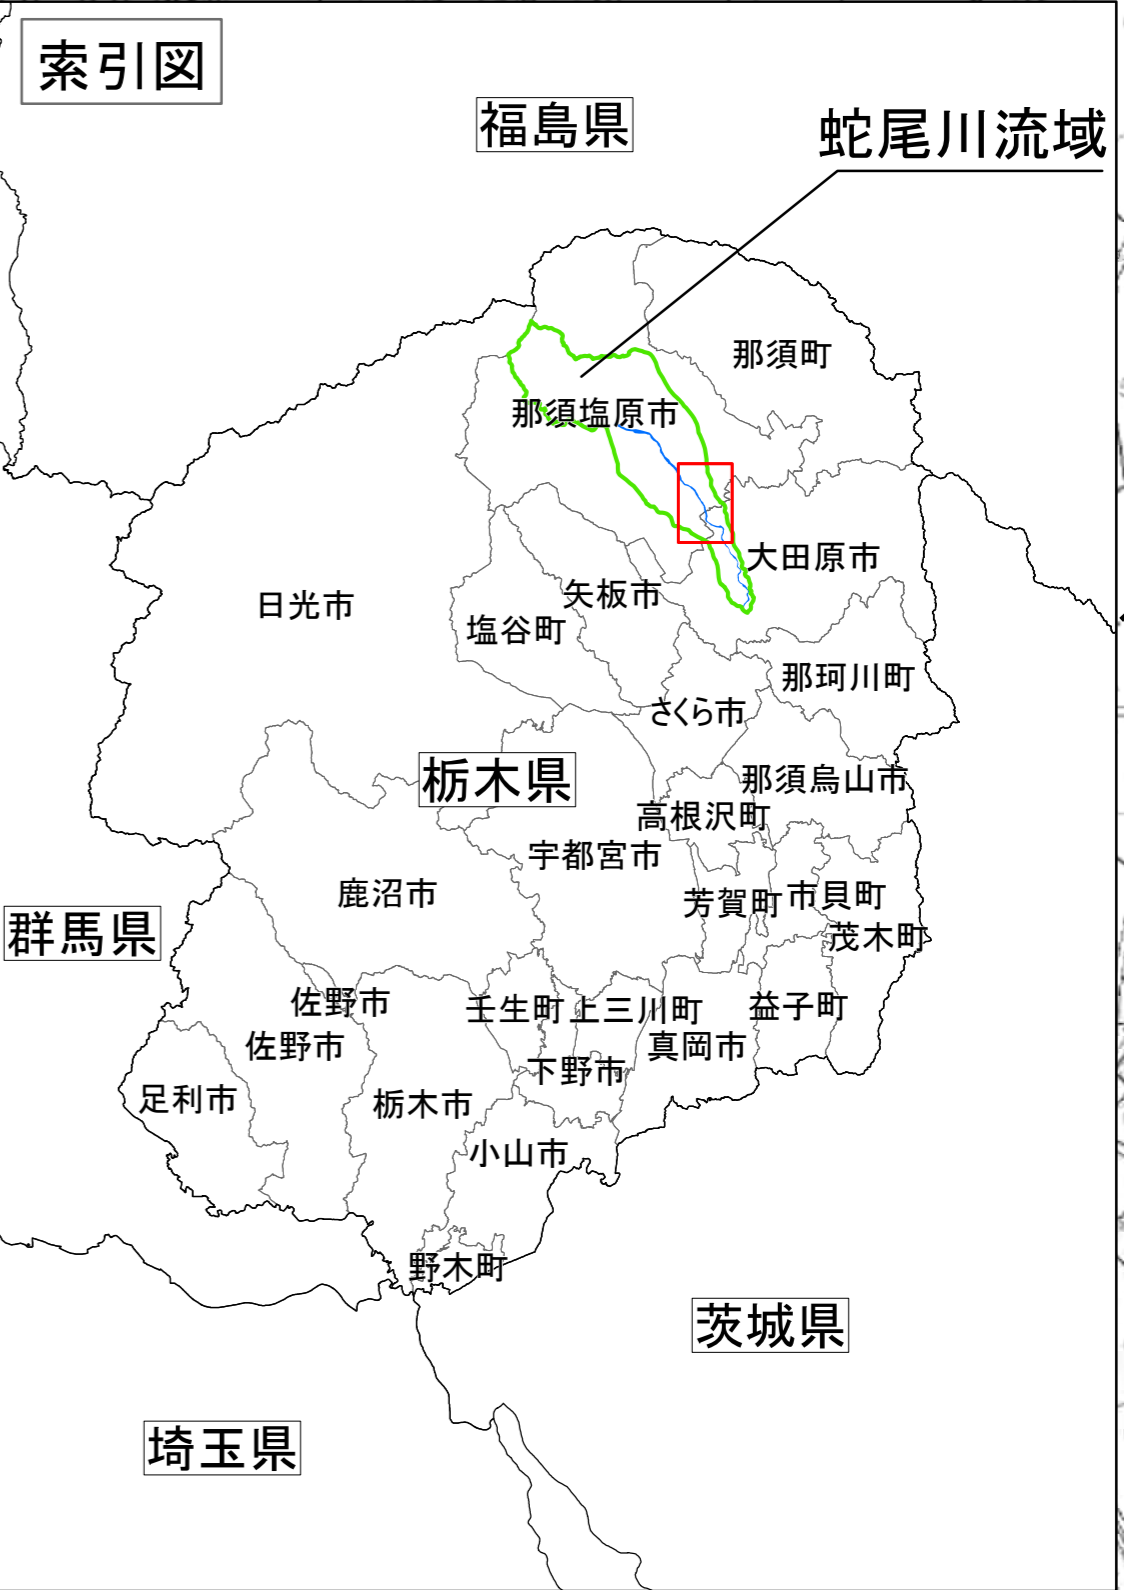 索引図
福島県
蛇尾川流域
那須町
那須塩原市
大田原市
矢板市
日光市
塩谷町
那珂川町
さくら市
栃木県
那須烏山市
高根沢町
宇都宮市
鹿沼市
芳賀町
市貝町
群馬県
茂木町
佐野市
壬生町
上三川町
益子町
佐野市
真岡市
下野市
足利市
栃木市
小山市
野木町
茨城県
埼玉県